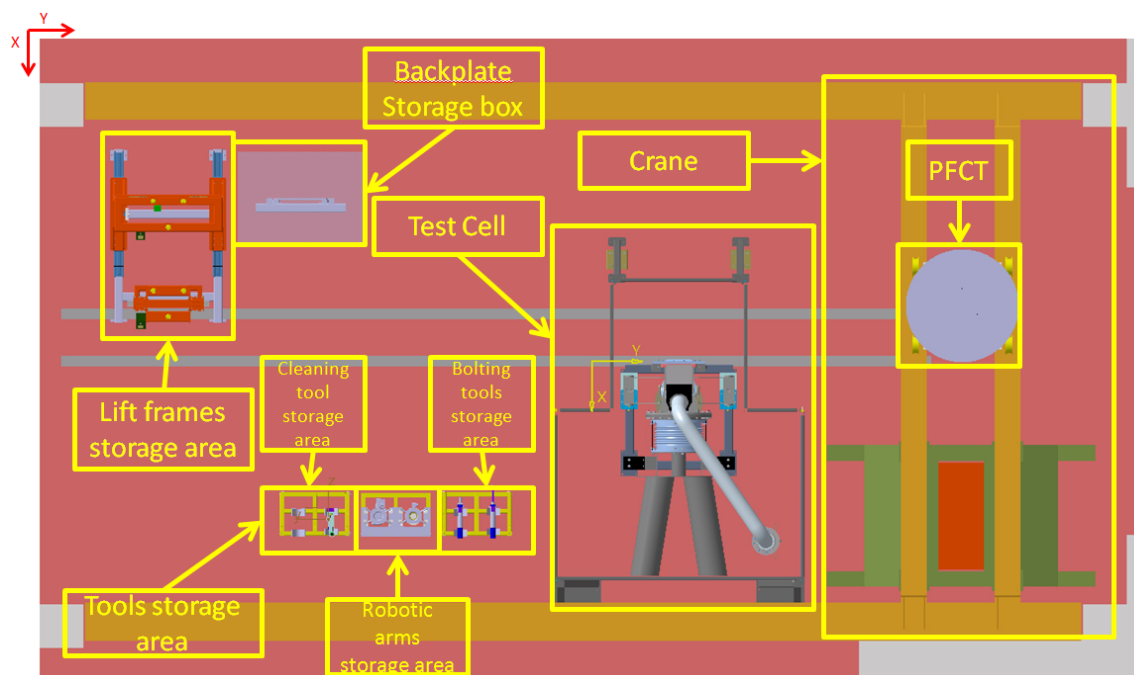 Y
X
Backplate
Storage box
Crane
PFCT
Test Cell
Y
X
Cleaning
tool
storage
area
Bolting
tools
storage
area
Lift frames
storage area
Tools storage
area
Robotic
arms
storage area